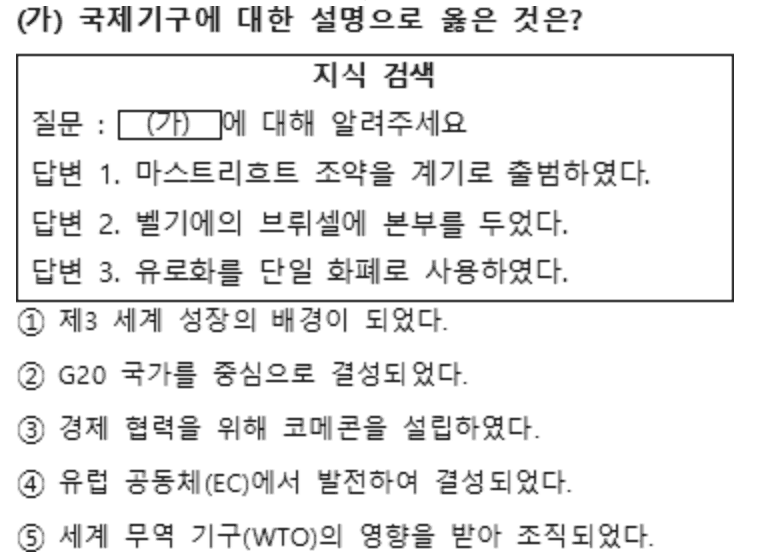 (가) 국제기구에 대한 설명으로 옳은 것은?
지식 검색
질문 : (가) 에 대해 알려주세요
답변 1. 마스트리흐트 조약을 계기로 출범하였다.
답변 2. 벨기에의 브뤼셀에 본부를 두었다.
답변 3. 유로화를 단일 화폐로 사용하였다.
① 제3 세계 성장의 배경이 되었다.
② G20 국가를 중심으로 결성되었다.
③ 경제 협력을 위해 코메콘을 설립하였다.
④ 유럽 공동체(EC)에서 발전하여 결성되었다.
⑤ 세계 무역 기구(WTO)의 영향을 받아 조직되었다.